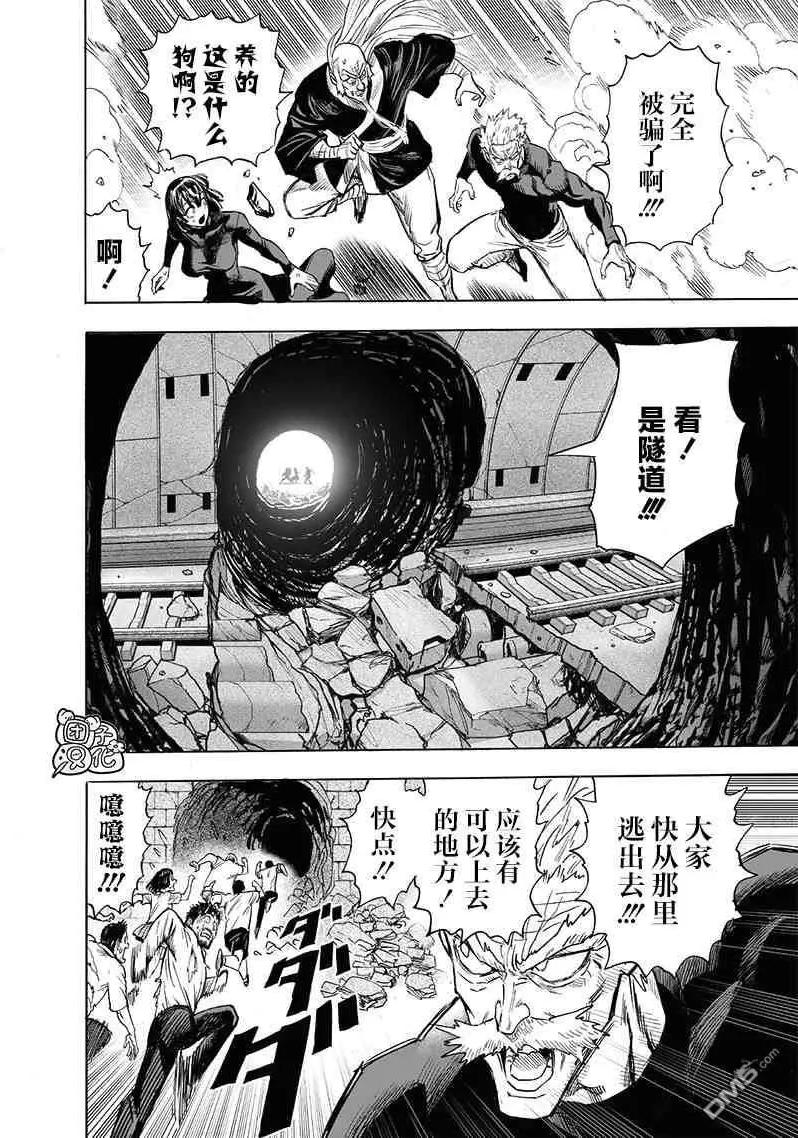 完全
被骗了啊!!!
养的
这是什么
狗啊!?
啊!
看!
是隧道!!!
大家
快从那里
逃出去!!!
应该有
可以上去
的地方!
快点!!
噫噫噫!!!
ダダダ
团子
只化
DM5.com